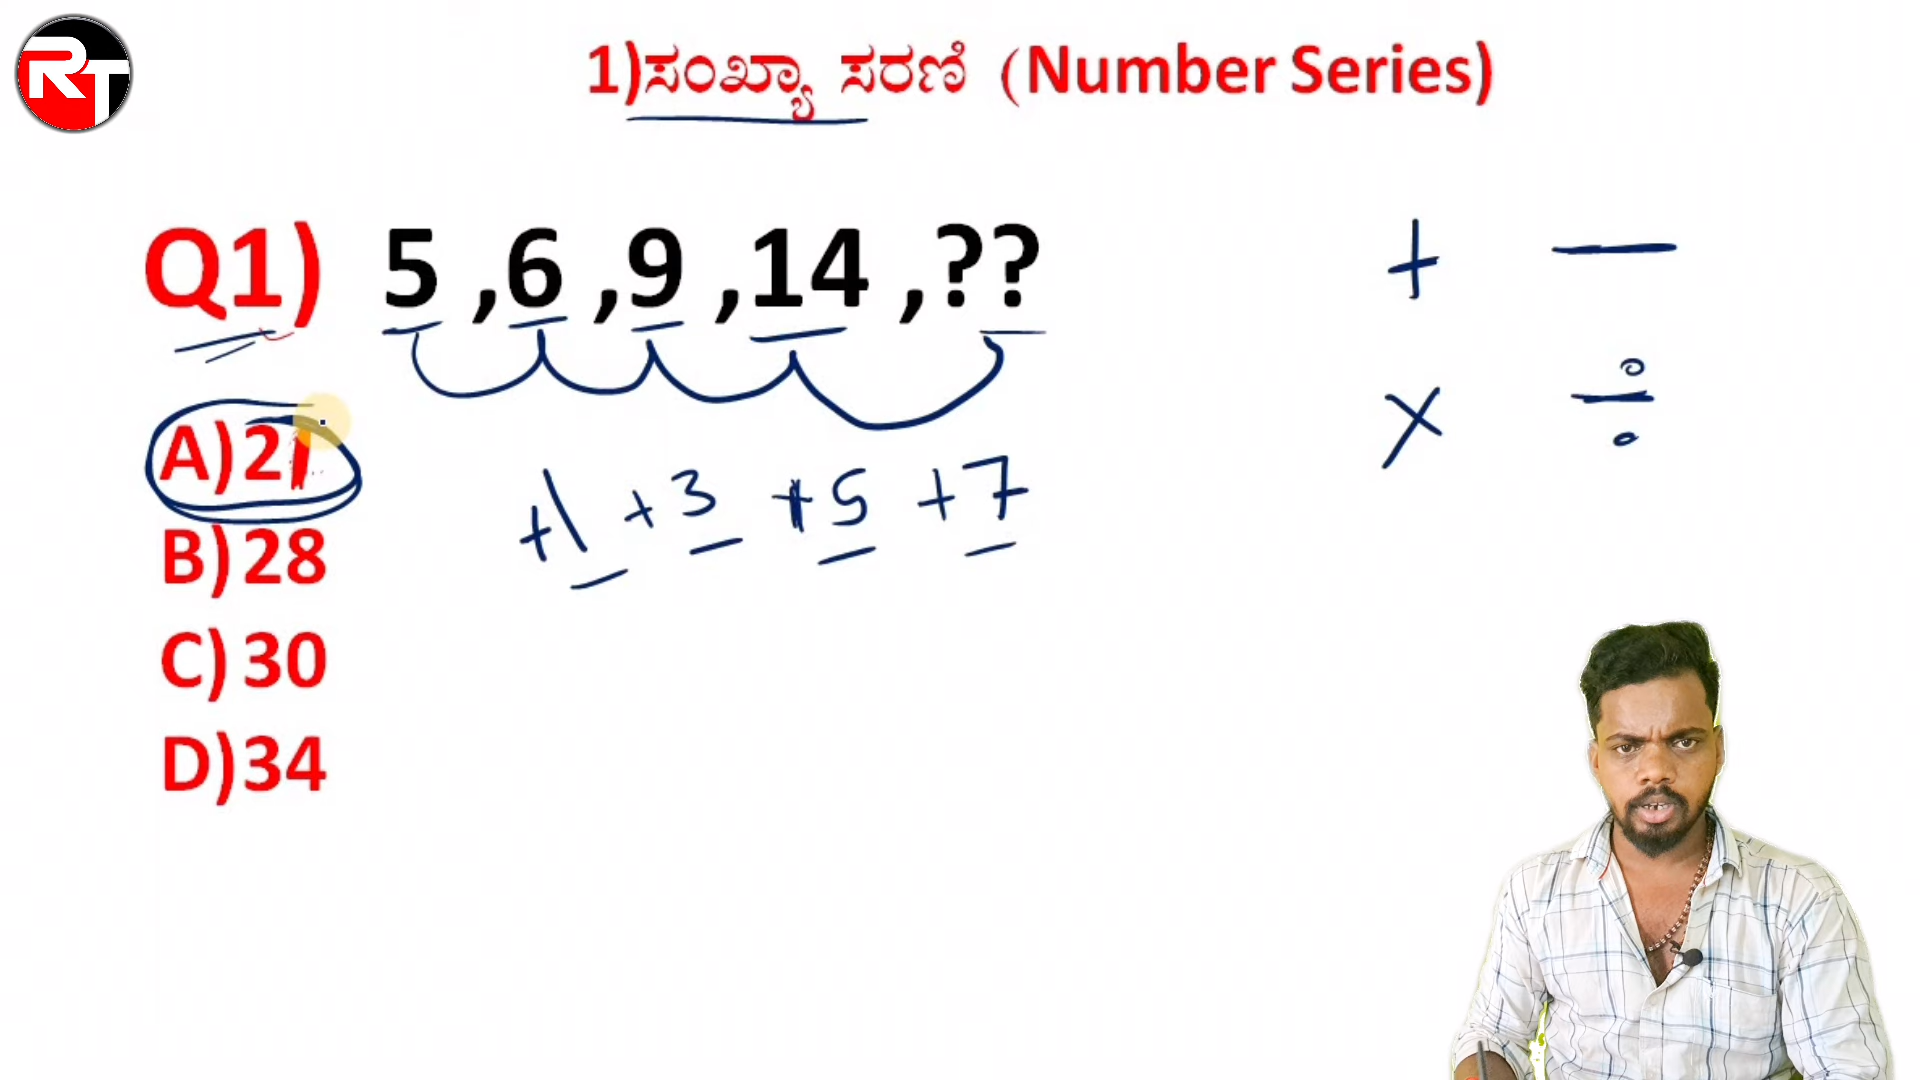 RT
1)ಸಂಖ್ಯಾ ಸರಣಿ (Number Series)
Q1) 5 ,6 ,9 ,14 ,??
+ −
× ÷
A)21
+1 +3 +5 +7
B)28
C)30
D)34